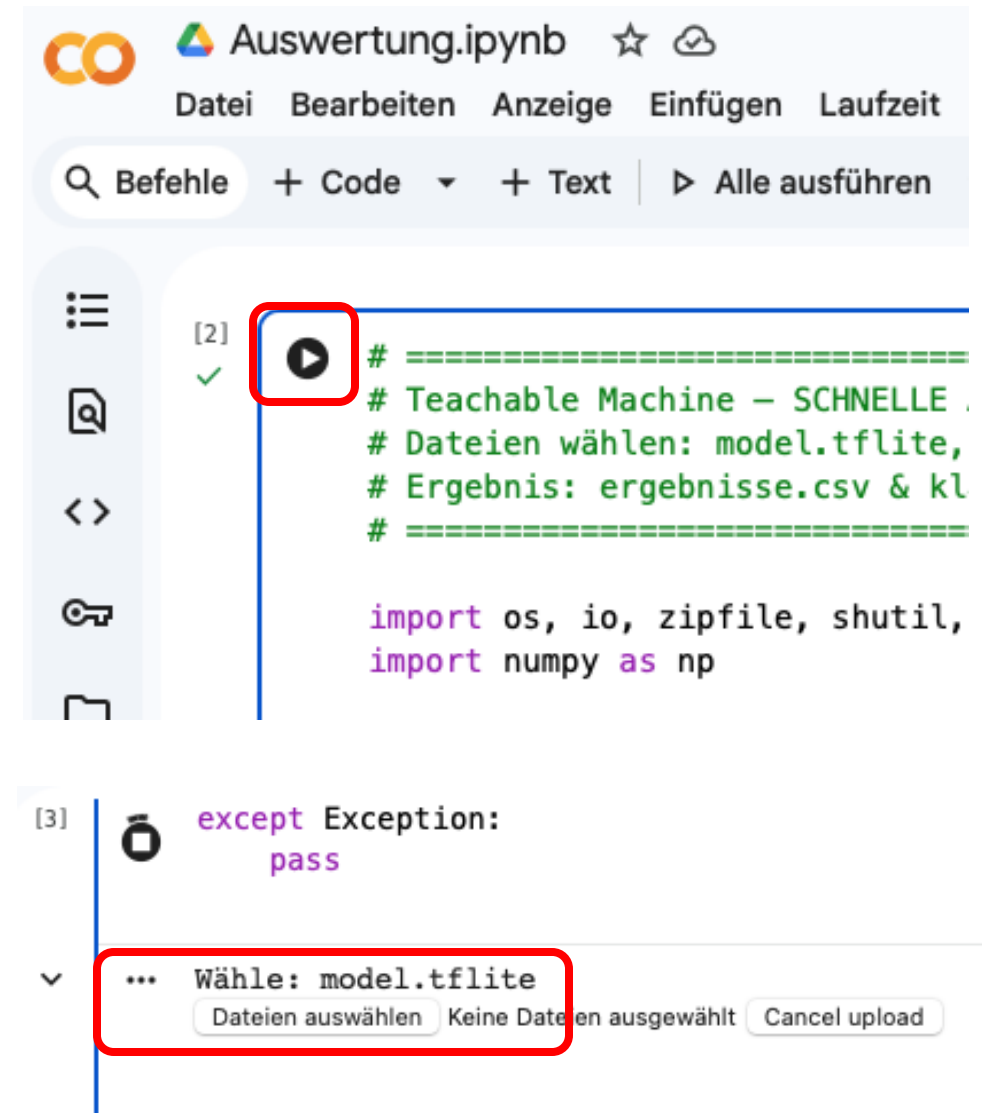 Auswertung.ipynb
Datei Bearbeiten Anzeige Einfügen Laufzeit
Befehle + Code + Text Alle ausführen
[2]
# =============================
# Teachable Machine — SCHNELLE
# Dateien wählen: model.tflite,
# Ergebnis: ergebnisse.csv & kl
# =============================
import os, io, zipfile, shutil,
import numpy as np
[3]
except Exception:
pass
Wähle: model.tflite
Dateien auswählen Keine Dateien ausgewählt Cancel upload